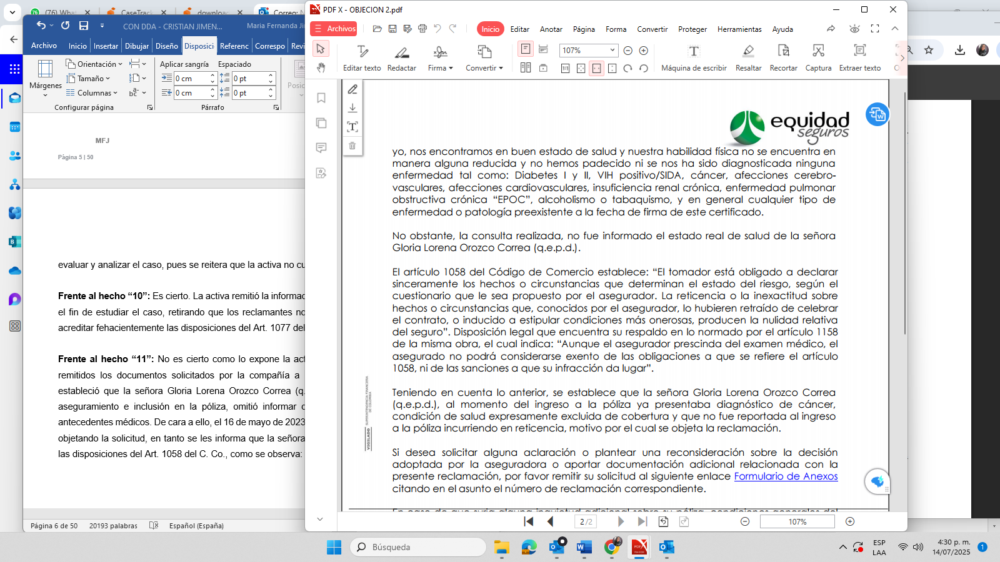 (76) What
CaseTrack
download
Correo: N
CON DDA - CRISTIAN JIMEN...
Maria Fernanda Ji
Archivo
Inicio
Insertar
Dibujar
Diseño
Disposici
Referenc
Correspo
Revi
Orientación
Tamaño
Columnas
Márgenes
Configurar página
Aplicar sangría
Espaciado
0 cm
0 pt
0 cm
0 pt
Párrafo
Posic
MFJ
Página 5 | 50
evaluar y analizar el caso, pues se reitera que la activa no cu
Frente al hecho “10”: Es cierto. La activa remitió la informac
el fin de estudiar el caso, retirando que los reclamantes no
acreditar fehacientemente las disposiciones del Art. 1077 del
Frente al hecho “11”: No es cierto como lo expone la act
remitidos los documentos solicitados por la compañía a
estableció que la señora Gloria Lorena Orozco Correa (q.
aseguramiento e inclusión en la póliza, omitió informar
antecedentes médicos. De cara a ello, el 16 de mayo de 2023
objetando la solicitud, en tanto se les informa que la señora
las disposiciones del Art. 1058 del C. Co., como se observa:
Página 6 de 50
20193 palabras
Español (España)
PDF X - OBJECION 2.pdf
Archivos
Inicio
Editar
Anotar
Página
Forma
Convertir
Proteger
Herramientas
Ayuda
107%
Editar texto
Redactar
Firma
Convertir
Máquina de escribir
Resaltar
Recortar
Captura
Extraer texto
equidad
seguros
yo, nos encontramos en buen estado de salud y nuestra habilidad física no se encuentra en
manera alguna reducida y no hemos padecido ni se nos ha sido diagnosticada ninguna
enfermedad tal como: Diabetes I y II, VIH positivo/SIDA, cáncer, afecciones cerebro-
vasculares, afecciones cardiovasculares, insuficiencia renal crónica, enfermedad pulmonar
obstructiva crónica “EPOC”, alcoholismo o tabaquismo, y en general cualquier tipo de
enfermedad o patología preexistente a la fecha de firma de este certificado.
No obstante, la consulta realizada, no fue informado el estado real de salud de la señora
Gloria Lorena Orozco Correa (q.e.p.d.).
El artículo 1058 del Código de Comercio establece: “El tomador está obligado a declarar
sinceramente los hechos o circunstancias que determinan el estado del riesgo, según el
cuestionario que le sea propuesto por el asegurador. La reticencia o la inexactitud sobre
hechos o circunstancias que, conocidos por el asegurador, lo hubieren retraído de celebrar
el contrato, o inducido a estipular condiciones más onerosas, producen la nulidad relativa
del seguro”. Disposición legal que encuentra su respaldo en lo normado por el artículo 1158
de la misma obra, el cual indica: “Aunque el asegurador prescinda del examen médico, el
asegurado no podrá considerarse exento de las obligaciones a que se refiere el artículo
1058, ni de las sanciones a que su infracción da lugar”.
Teniendo en cuenta lo anterior, se establece que la señora Gloria Lorena Orozco Correa
(q.e.p.d.), al momento del ingreso a la póliza ya presentaba diagnóstico de cáncer,
condición de salud expresamente excluida de cobertura y que no fue reportada al ingreso
a la póliza incurriendo en reticencia, motivo por el cual se objeta la reclamación.
Si desea solicitar alguna aclaración o plantear una reconsideración sobre la decisión
adoptada por la aseguradora o aportar documentación adicional relacionada con la
presente reclamación, por favor remitir su solicitud al siguiente enlace Formulario de Anexos
citando en el asunto el número de reclamación correspondiente.
En caso de que surja alguna inquietud adicional sobre su póliza, condiciones generales del
VIGILADO SUPERINTENDENCIA FINANCIERA
DE COLOMBIA
2 /2
107%
Búsqueda
ESP
LAA
4:30 p. m.
14/07/2025
1